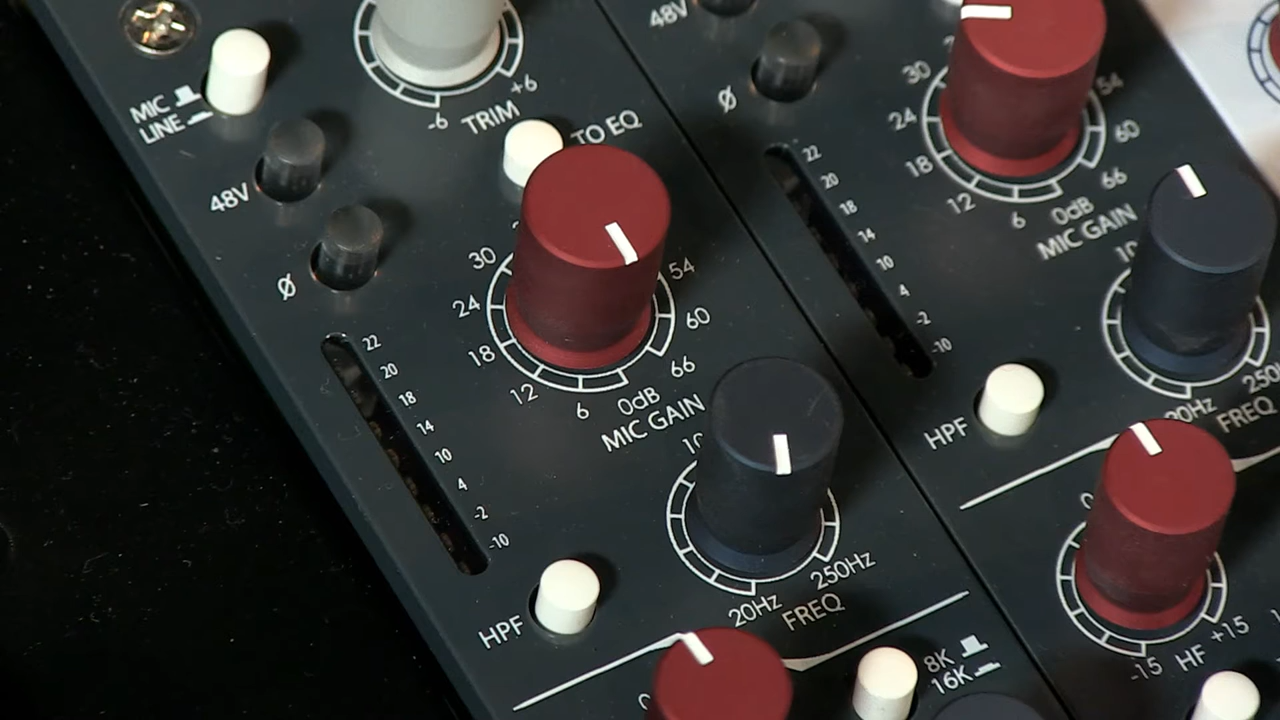 MIC
LINE
48V
Ø
-6
TRIM
+6
TO EQ
30
24
18
12
6
0dB
54
60
66
MIC GAIN
22
20
18
14
10
4
-2
-10
HPF
20Hz
250Hz
FREQ
8K
16K
48V
Ø
30
24
18
12
6
0dB
54
60
66
MIC GAIN
22
20
18
14
10
4
-2
-10
HPF
FREQ
-15
HF
+15